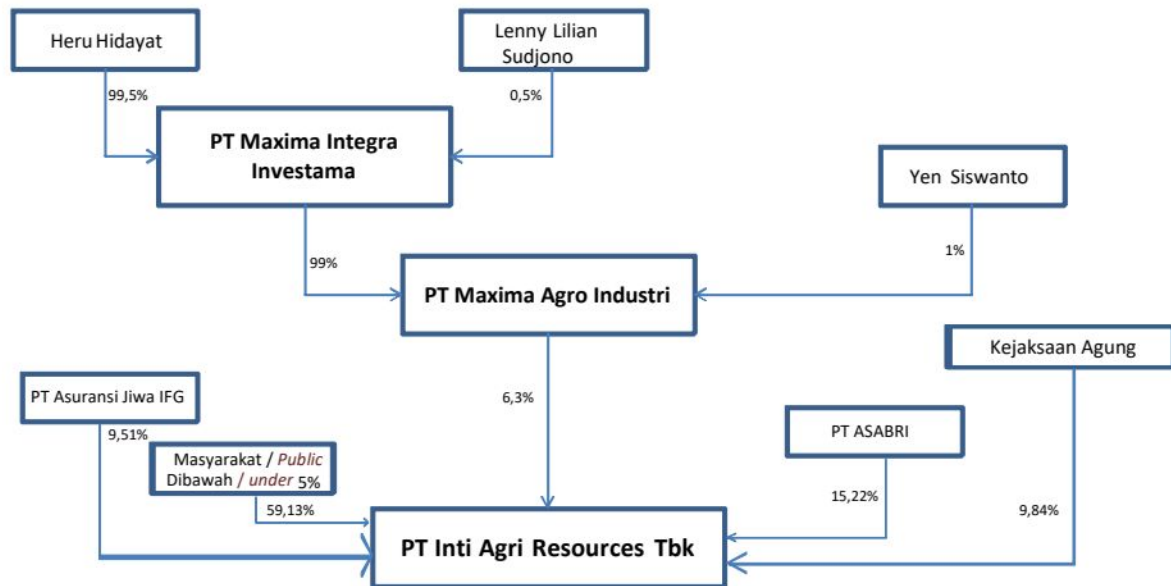 Heru Hidayat
Lenny Lilian
Sudjono
99,5%
0,5%
PT Maxima Integra
Investama
Yen Siswanto
99%
1%
PT Maxima Agro Industri
Kejaksaan Agung
PT Asuransi Jiwa IFG
6,3%
9,51%
PT ASABRI
Masyarakat / Public
Dibawah / under 5%
15,22%
9,84%
59,13%
PT Inti Agri Resources Tbk